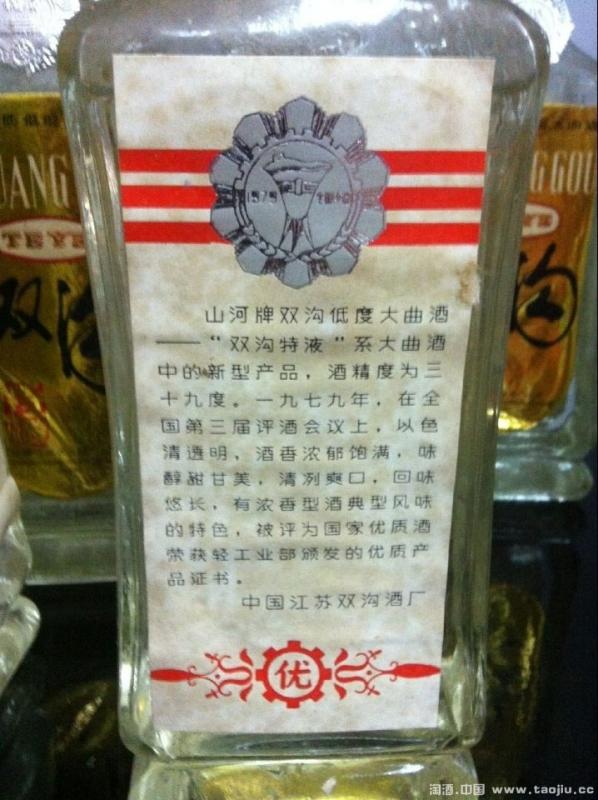 1979
山河牌双沟低度大曲酒
——“双沟特液”系大曲酒
中的新型产品，酒精度为三
十九度。一九七九年，在全
国第三届评酒会议上，以色
清透明，酒香浓郁饱满，味
醇甜甘美，清冽爽口，回味
悠长，有浓香型酒典型风味
的特色，被评为国家优质酒
荣获轻工业部颁发的优质产
品证书。
中国江苏双沟酒厂
优
UANG
TEYE
双
G GOU
沟
淘酒.中国 www.taojiu.cc